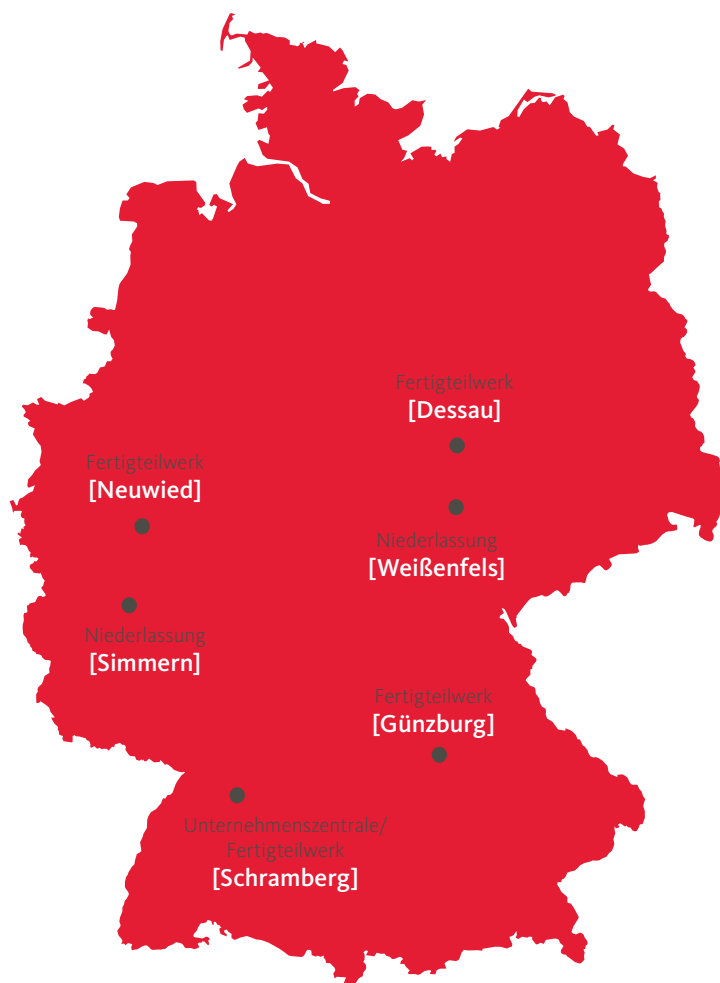 Fertigteilwerk
[Dessau]
Fertigteilwerk
[Neuwied]
Niederlassung
[Weißenfels]
Niederlassung
[Simmern]
Fertigteilwerk
[Günzburg]
Unternehmenszentrale/
Fertigteilwerk
[Schramberg]